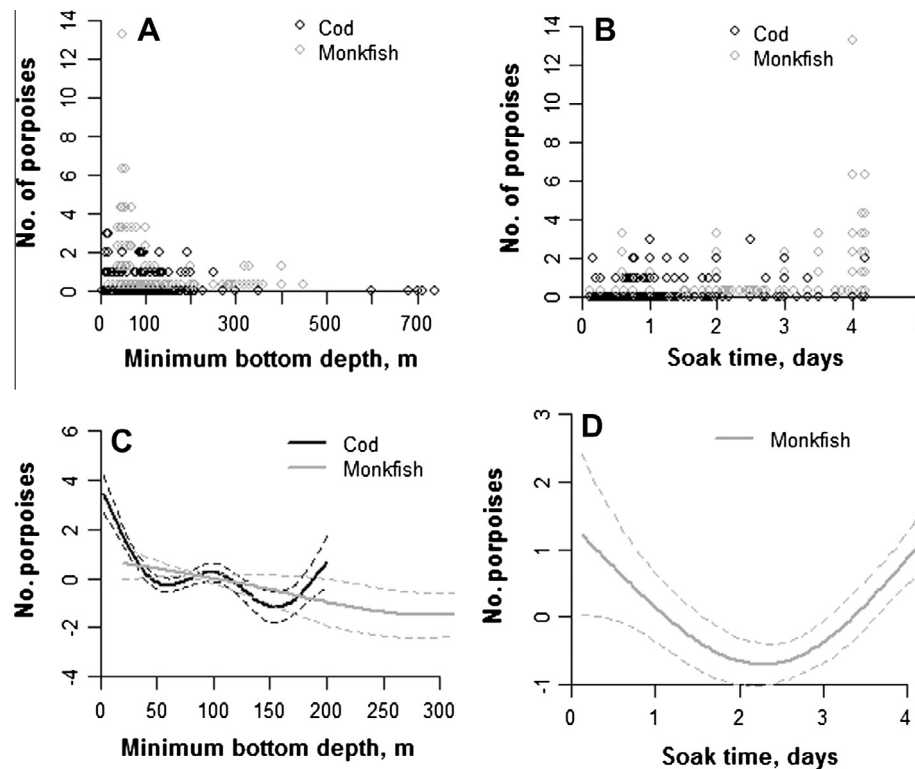 A
Cod
Monkfish
No. of porpoises
14
12
10
8
6
4
2
0
0 100 300 500 700
Minimum bottom depth, m
B
Cod
Monkfish
No. of porpoises
14
12
10
8
6
4
2
0
0 1 2 3 4
Soak time, days
C
Cod
Monkfish
No. porpoises
6
4
2
0
-2
-4
0 50 100 150 200 250 300
Minimum bottom depth, m
D
Monkfish
No. porpoises
3
2
1
0
-1
0 1 2 3 4
Soak time, days